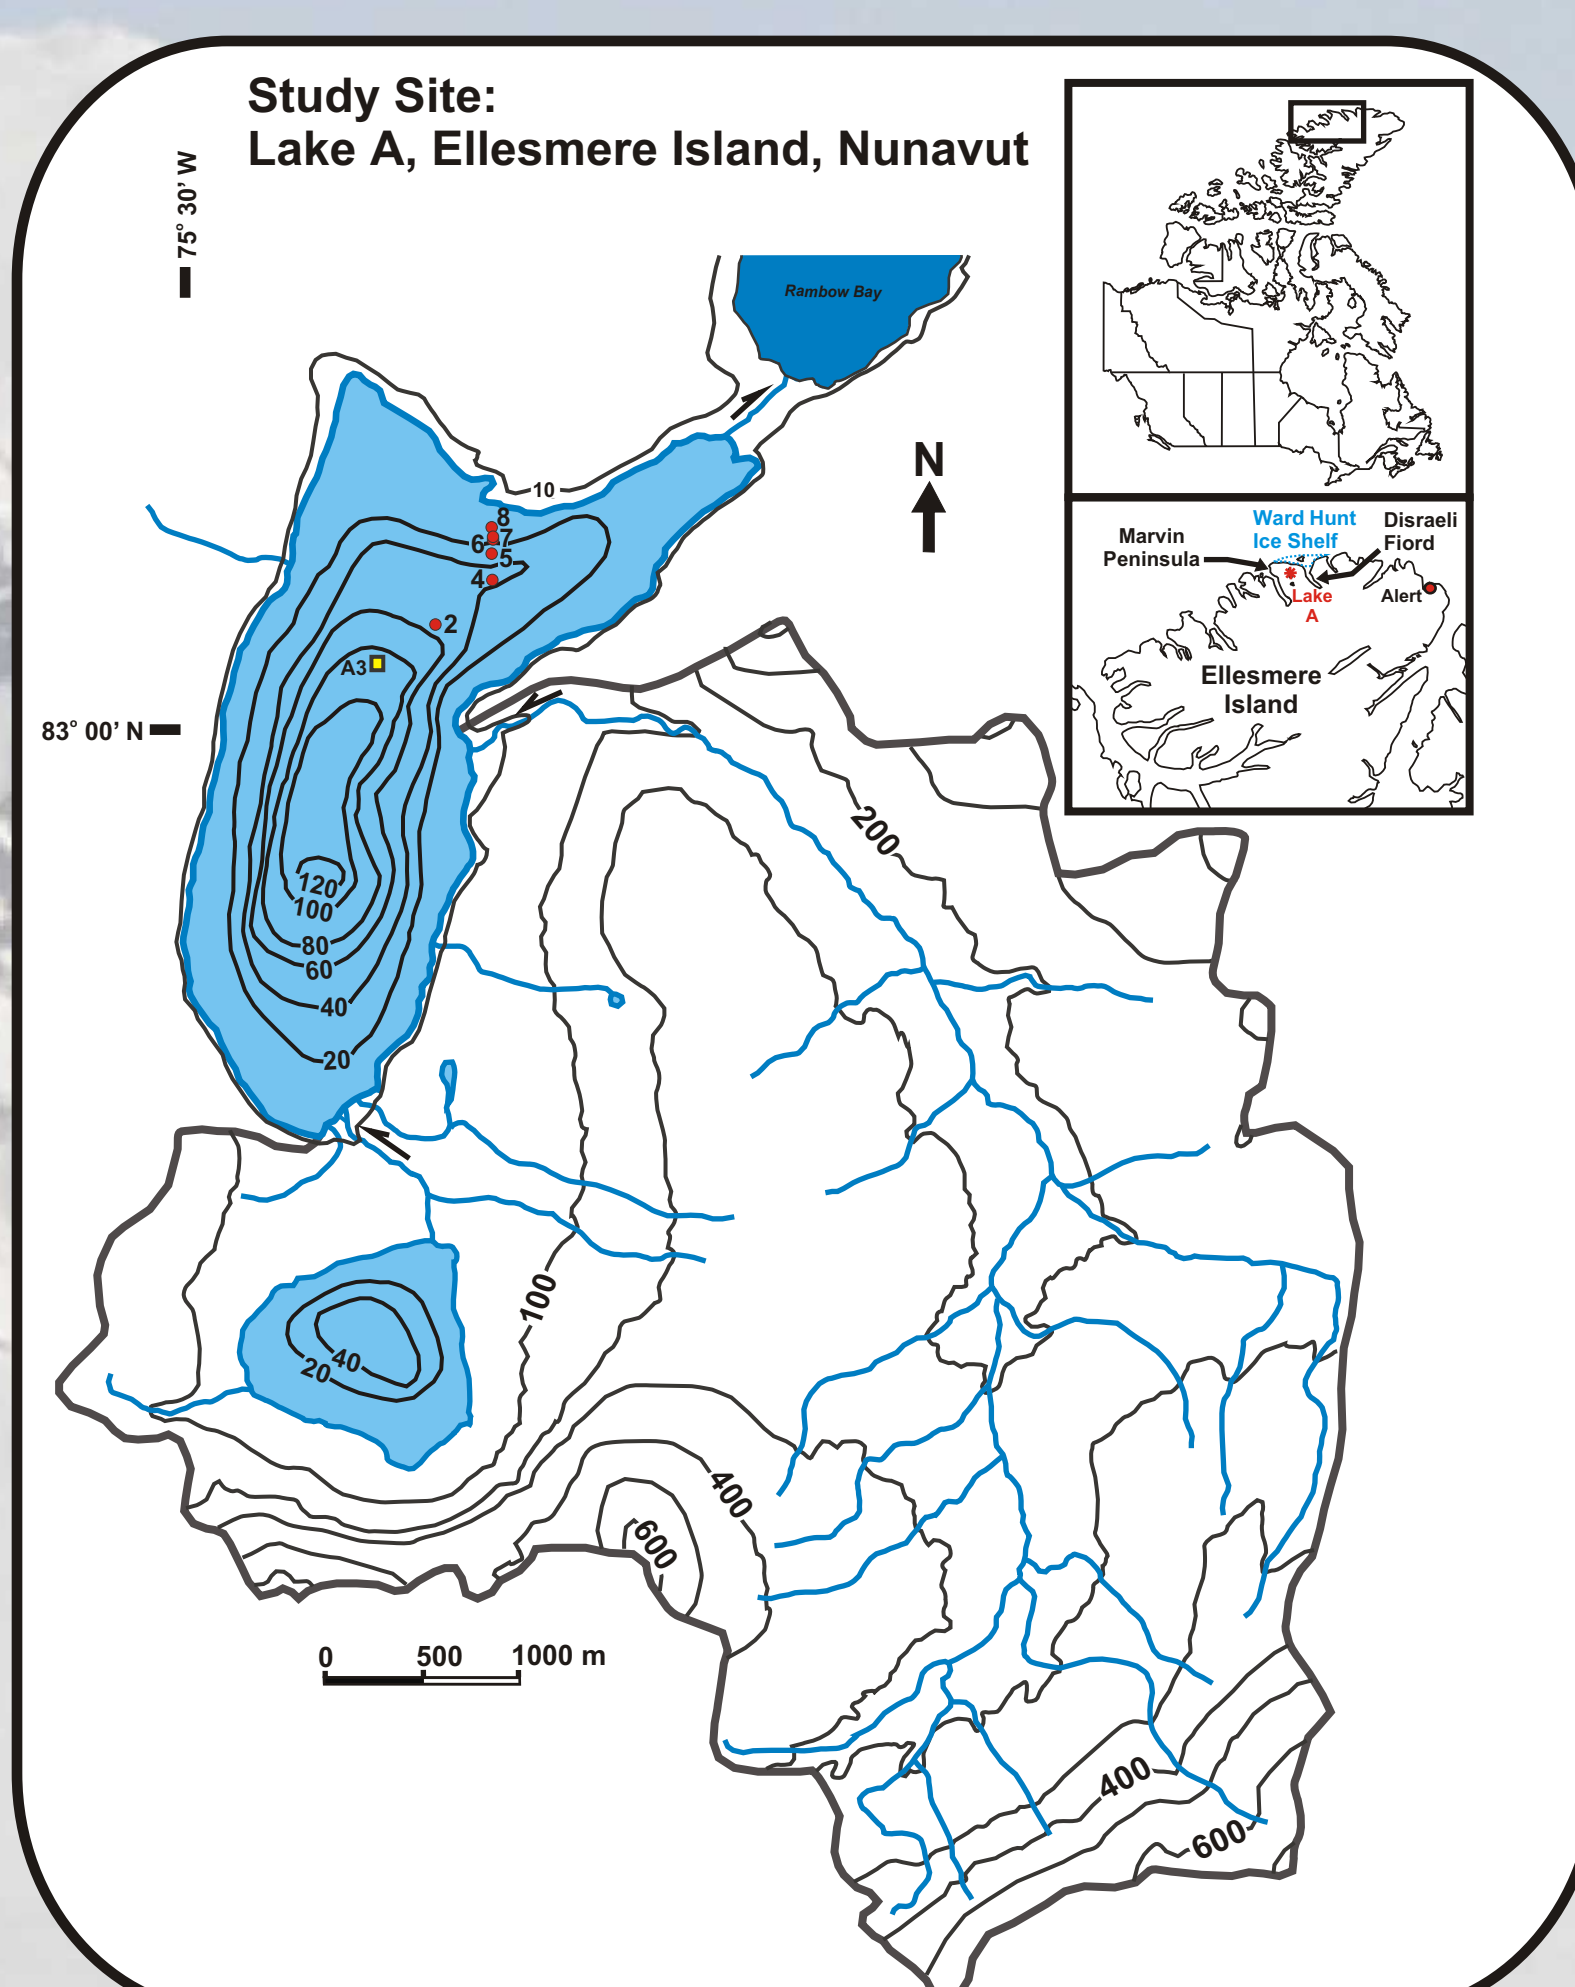 Study Site:
Lake A, Ellesmere Island, Nunavut
75° 30' W
Rambow Bay
N
10
8
6 7
5
4
2
A3
83° 00' N
120
100
80
60
40
20
200
100
20
40
400
600
400
600
0 500 1000 m
Marvin
Peninsula
Ward Hunt
Ice Shelf
Disraeli
Fiord
Lake
A
Alert
Ellesmere
Island